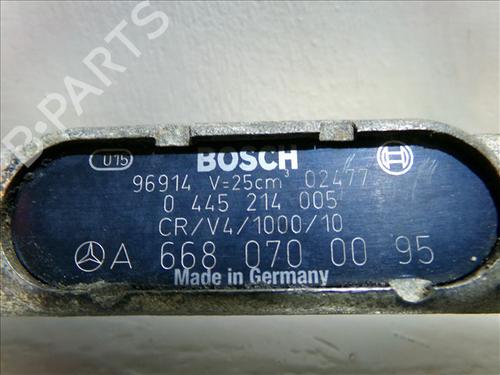 U15 BOSCH
96914 V=25cm³ 02477
0 445 214 005
CR/V4/1000/10
A 668 070 00 95
Made in Germany
B-PARTS